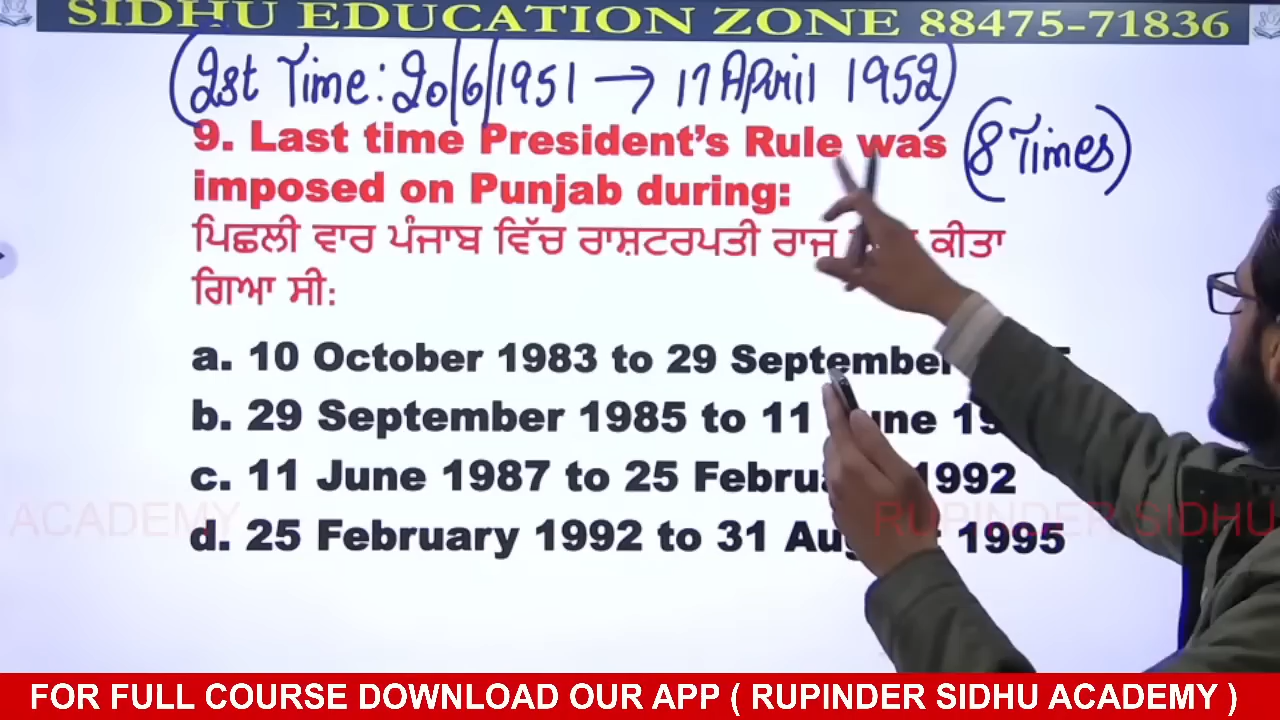 SIDHU EDUCATION ZONE 88475-71836
(1st Time: 20/6/1951 → 17 April 1952)
9. Last time President's Rule was (8 Times)
imposed on Punjab during:
ਪਿਛਲੀ ਵਾਰ ਪੰਜਾਬ ਵਿੱਚ ਰਾਸ਼ਟਰਪਤੀ ਰਾਜ ਕੀਤਾ
ਗਿਆ ਸੀ:
a. 10 October 1983 to 29 September
b. 29 September 1985 to 11 June
c. 11 June 1987 to 25 February 1992
d. 25 February 1992 to 31 August 1995
ACADEMY RUPINDER SIDHU
FOR FULL COURSE DOWNLOAD OUR APP ( RUPINDER SIDHU ACADEMY )